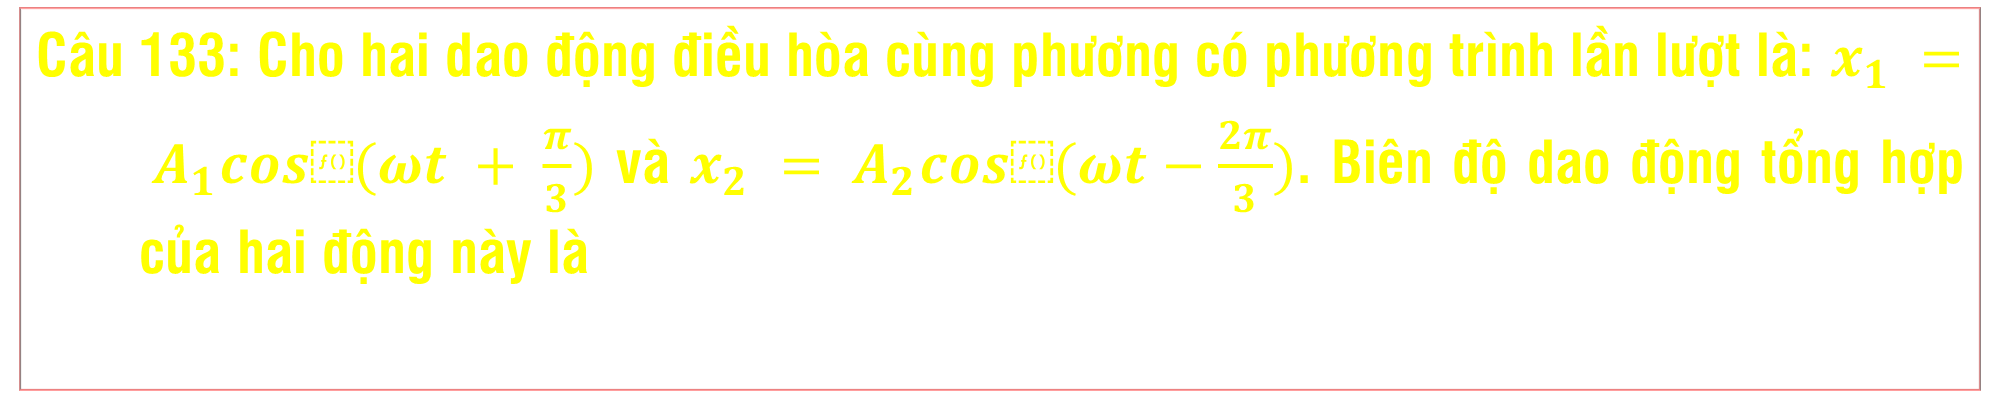 Câu 133: Cho hai dao động điều hòa cùng phương có phương trình lần lượt là: x₁ =
A₁cos(ωt + π/3) và x₂ = A₂cos(ωt − 2π/3). Biên độ dao động tổng hợp
của hai động này là